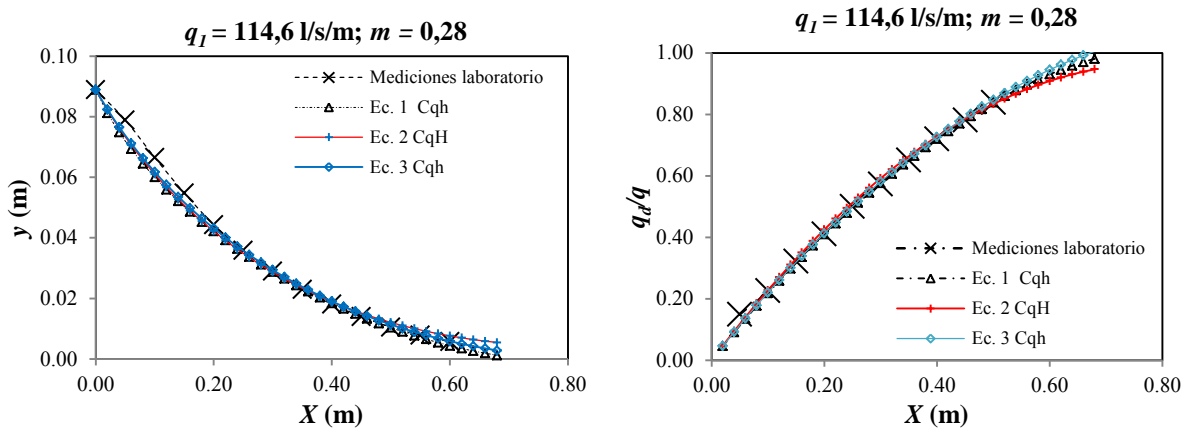 q1 = 114,6 l/s/m; m = 0,28
0.10
0.08
0.06
0.04
0.02
0.00
y (m)
Mediciones laboratorio
Ec. 1 Cqh
Ec. 2 CqH
Ec. 3 Cqh
0.00 0.20 0.40 0.60 0.80
X (m)
q1 = 114,6 l/s/m; m = 0,28
1.00
0.80
0.60
0.40
0.20
0.00
qd/q
Mediciones laboratorio
Ec. 1 Cqh
Ec. 2 CqH
Ec. 3 Cqh
0.00 0.20 0.40 0.60 0.80
X (m)